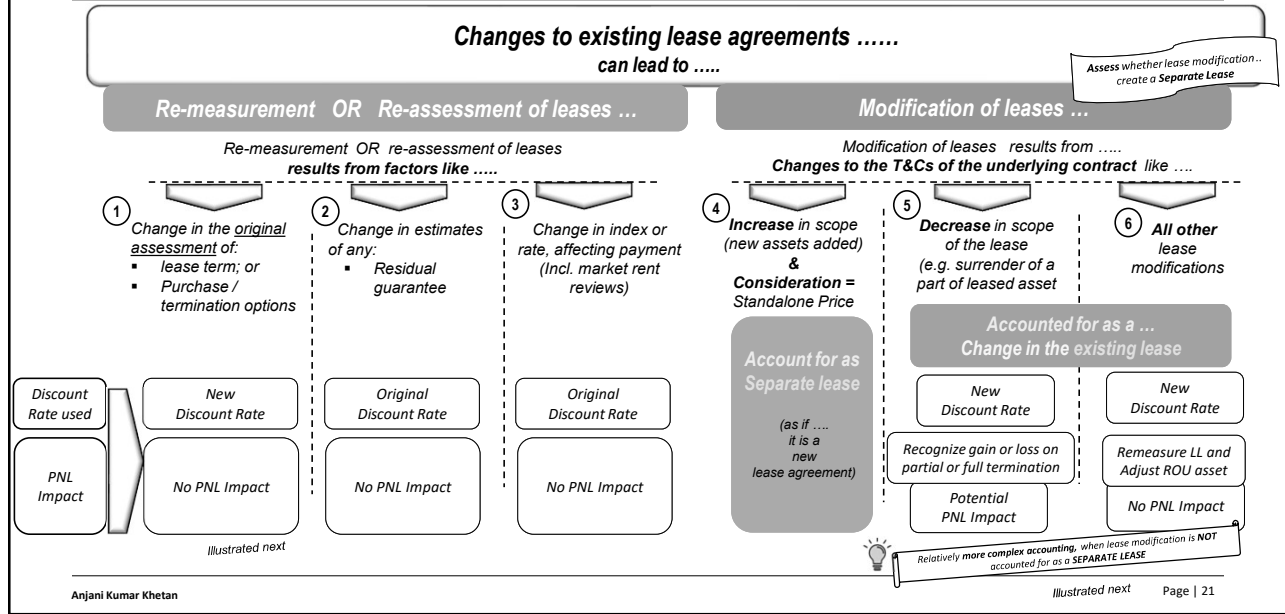 Changes to existing lease agreements ……
can lead to …..
Assess whether lease modification ..
create a Separate Lease
Re-measurement OR Re-assessment of leases …
Re-measurement OR re-assessment of leases
results from factors like …..
1
Change in the original
assessment of:
▪ lease term; or
▪ Purchase /
termination options
2
Change in estimates
of any:
▪ Residual
guarantee
3
Change in index or
rate, affecting payment
(Incl. market rent
reviews)
Modification of leases …
Modification of leases results from …..
Changes to the T&Cs of the underlying contract like ….
4
Increase in scope
(new assets added)
&
Consideration =
Standalone Price
Account for as
Separate lease
(as if ….
it is a
new
lease agreement)
5
Decrease in scope
of the lease
(e.g. surrender of a
part of leased asset
6
All other
lease
modifications
Accounted for as a …
Change in the existing lease
Discount
Rate used
New
Discount Rate
Original
Discount Rate
Original
Discount Rate
New
Discount Rate
New
Discount Rate
PNL
Impact
No PNL Impact
No PNL Impact
No PNL Impact
Recognize gain or loss on
partial or full termination
Potential
PNL Impact
Remeasure LL and
Adjust ROU asset
No PNL Impact
Illustrated next
Relatively more complex accounting, when lease modification is NOT
accounted for as a SEPARATE LEASE
Anjani Kumar Khetan
Illustrated next
Page | 21